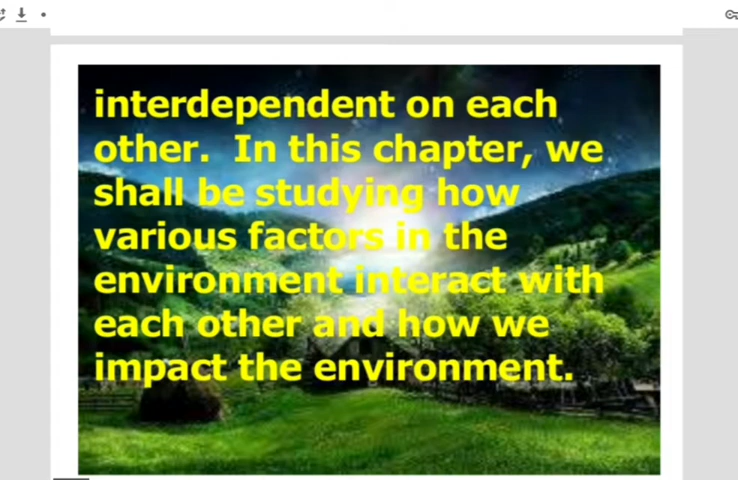 interdependent on each
other.  In this chapter, we
shall be studying how
various factors in the
environment interact with
each other and how we
impact the environment.